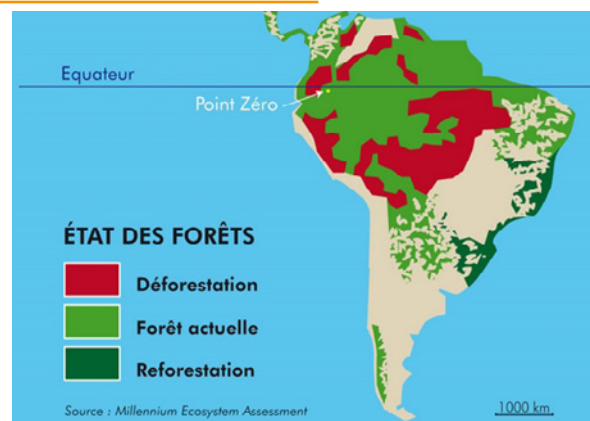 Equateur
Point Zéro
ÉTAT DES FORÊTS
Déforestation
Forêt actuelle
Reforestation
Source : Millennium Ecosystem Assessment
1000 km